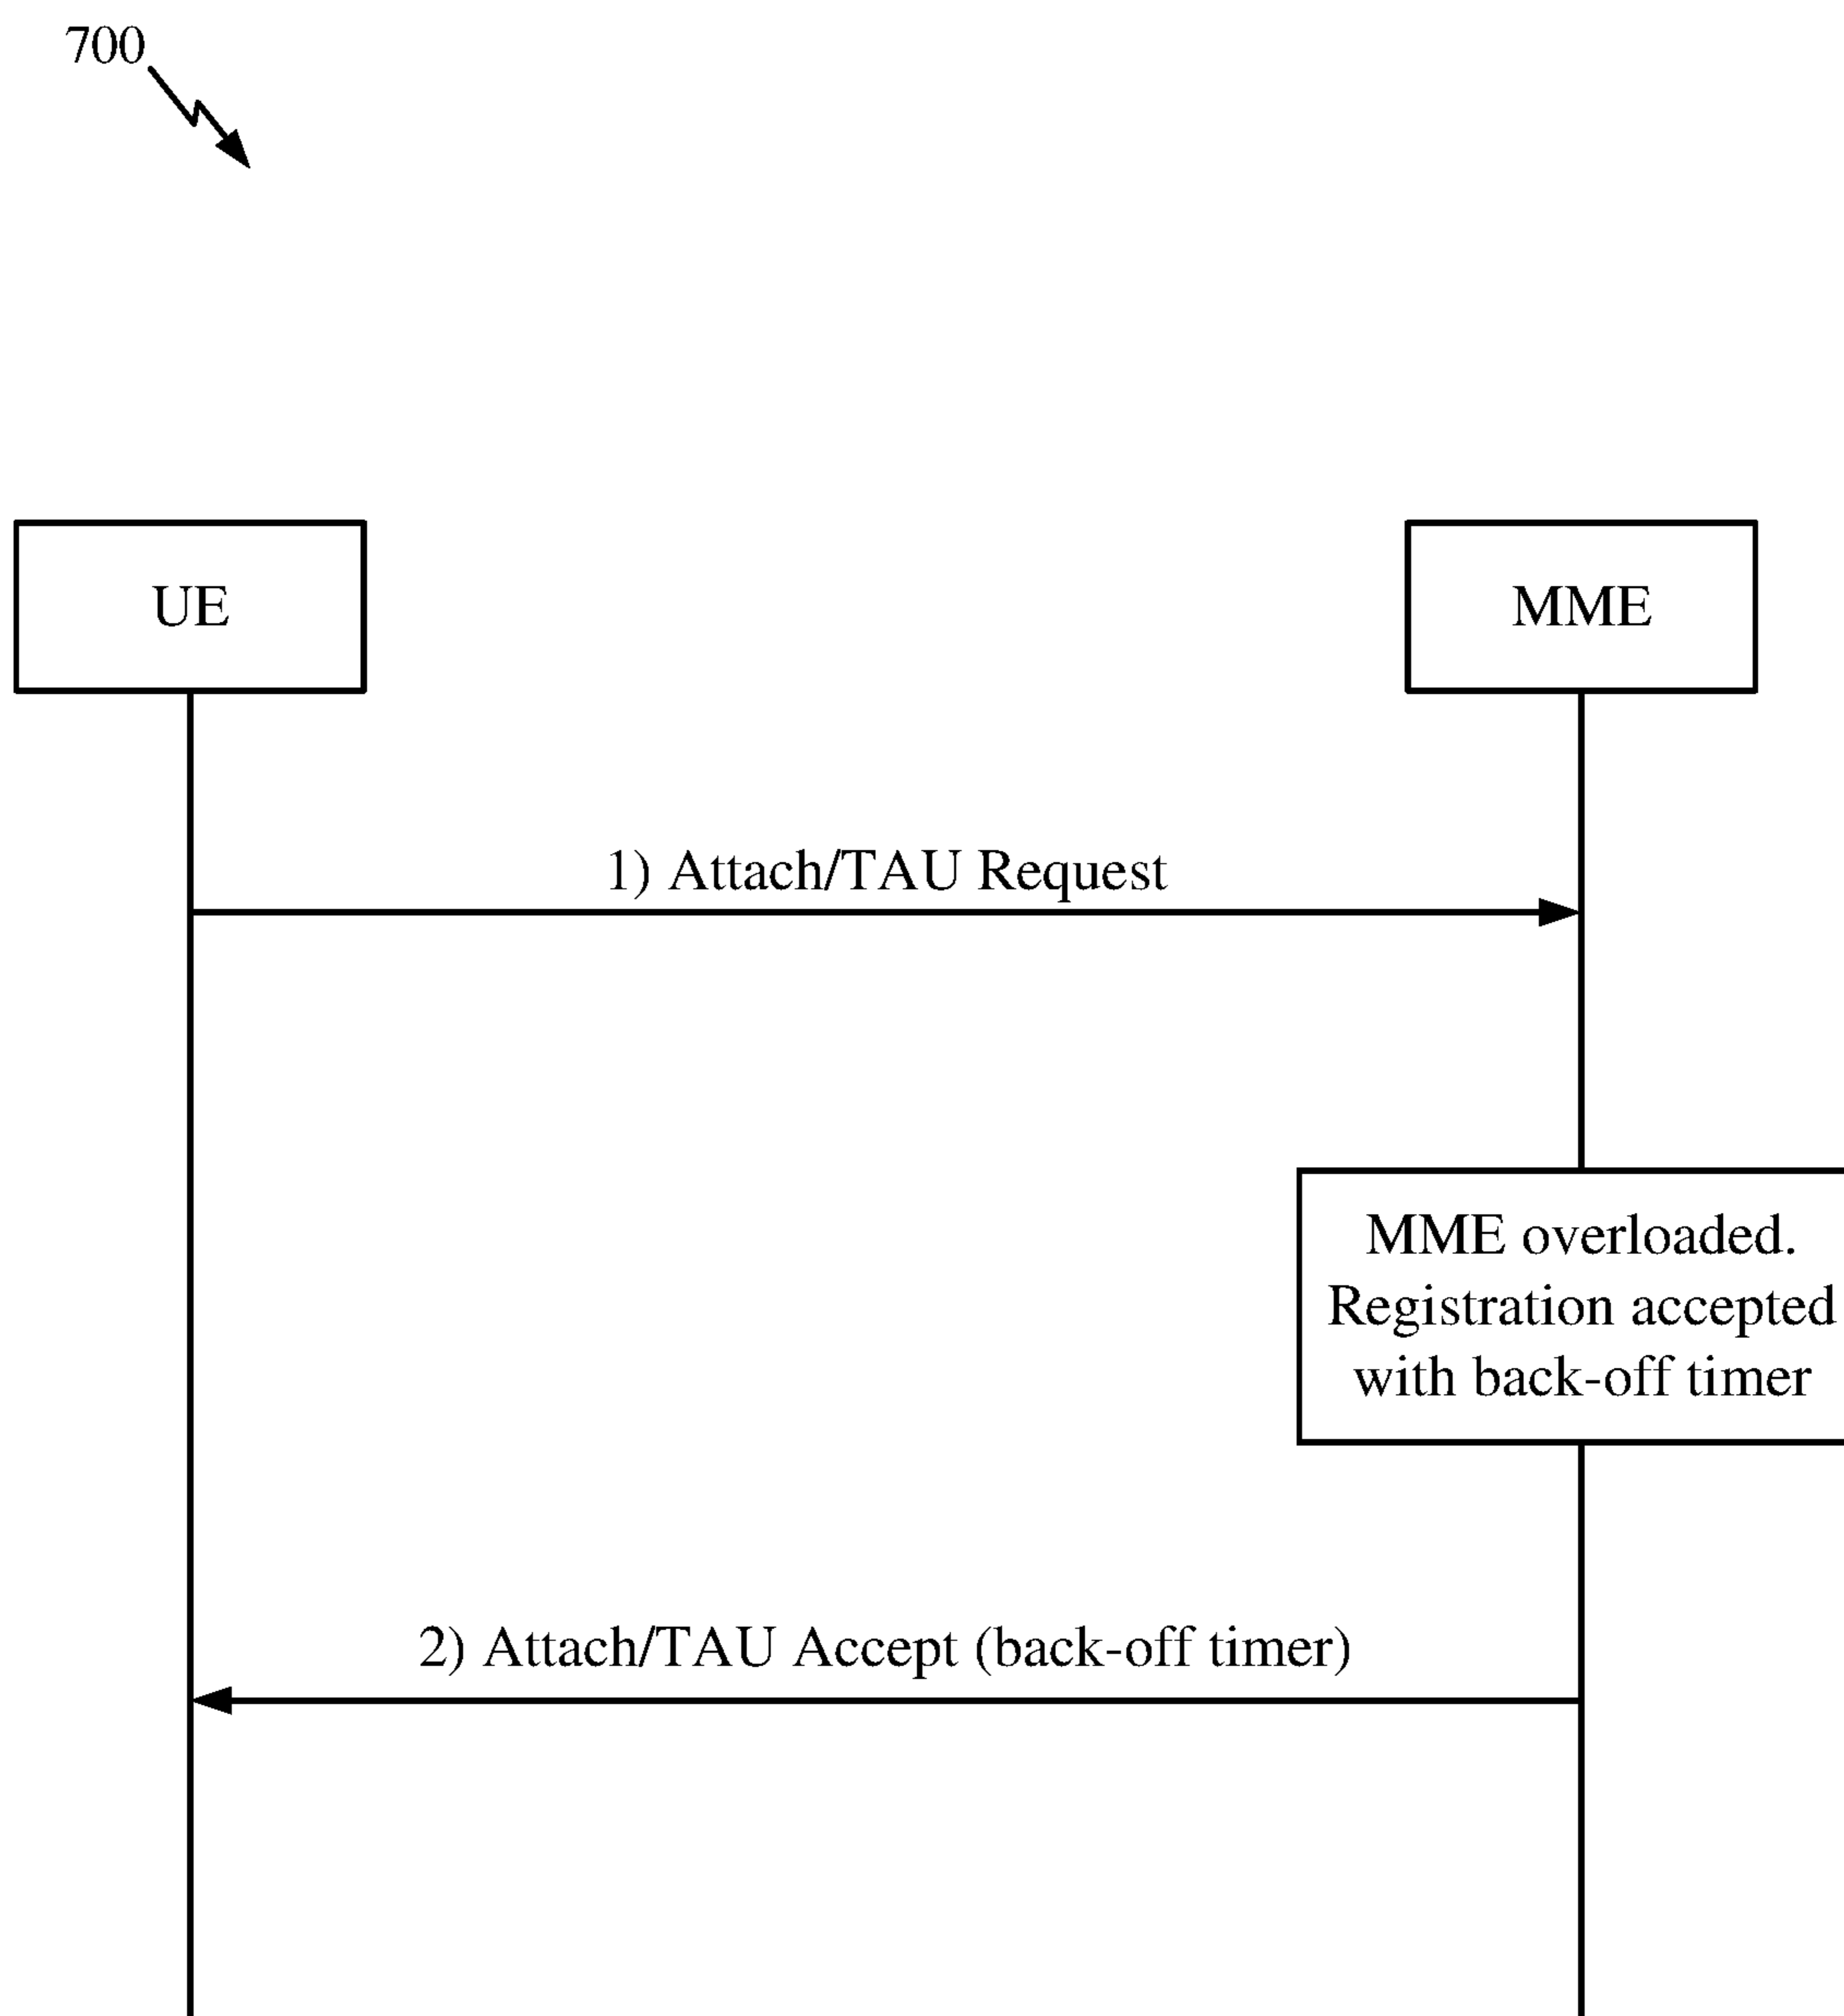 700
UE
MME
1) Attach/TAU Request
MME overloaded.
Registration accepted
with back-off timer
2) Attach/TAU Accept (back-off timer)